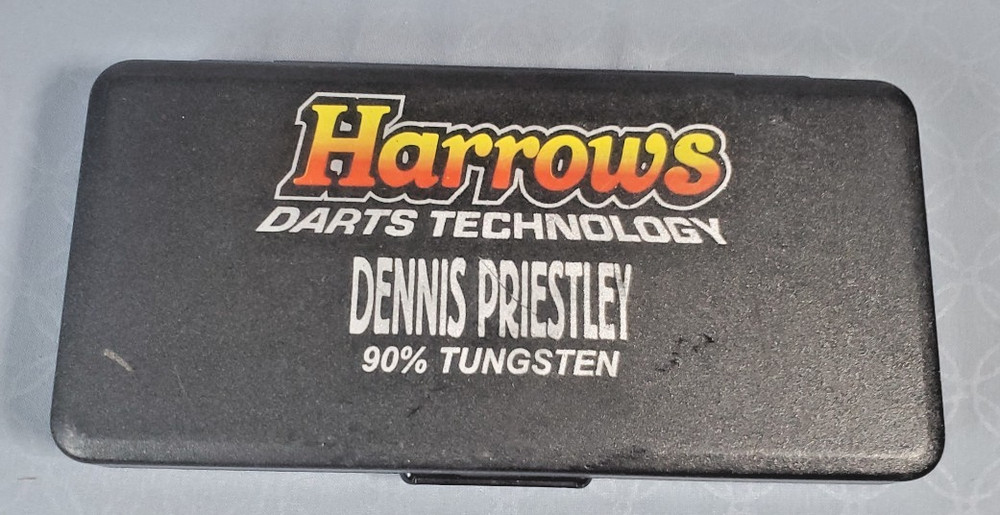 Harrows
DARTS TECHNOLOGY
DENNIS PRIESTLEY
90% TUNGSTEN